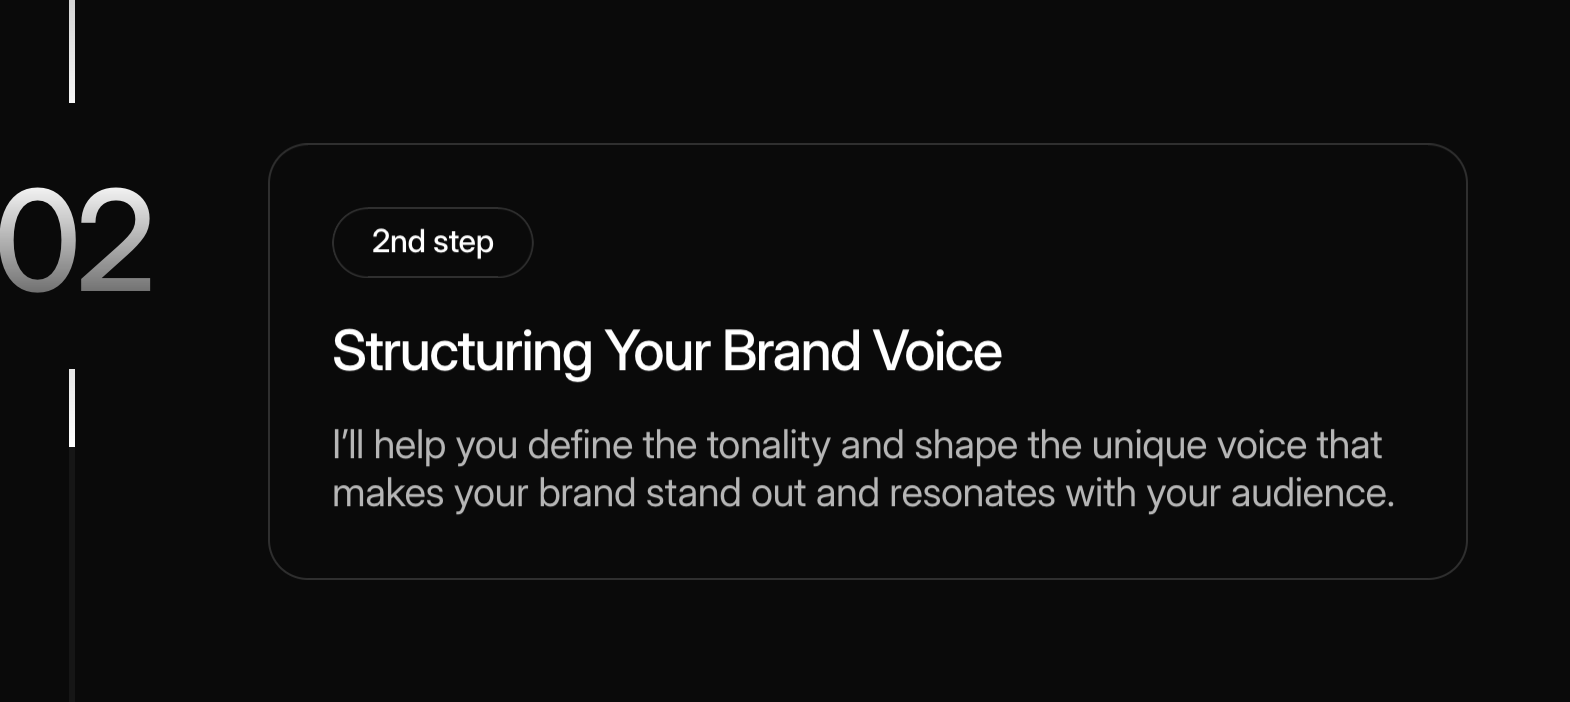 02
2nd step
Structuring Your Brand Voice
I’ll help you define the tonality and shape the unique voice that
makes your brand stand out and resonates with your audience.